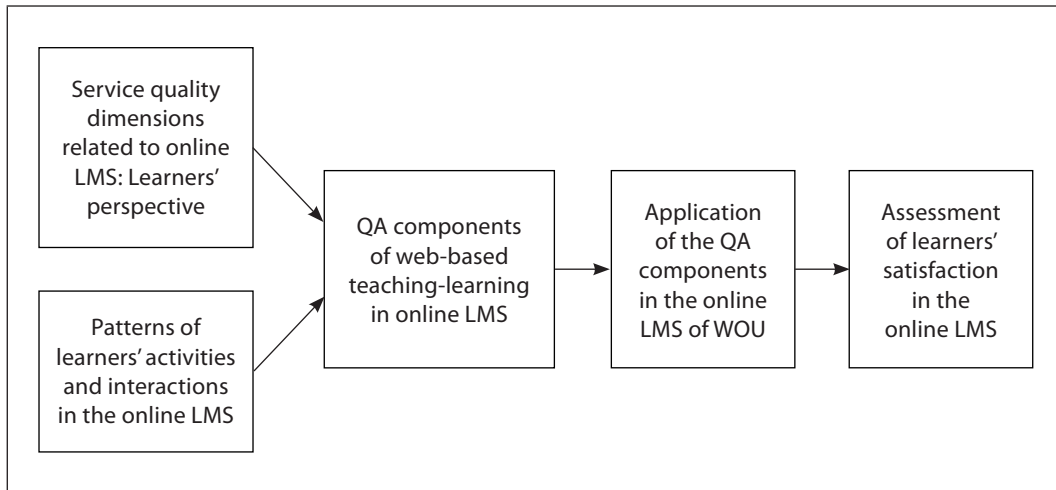 Service quality
dimensions
related to online
LMS: Learners’
perspective
Patterns of
learners’ activities
and interactions
in the online LMS
QA components
of web-based
teaching-learning
in online LMS
Application
of the QA
components
in the online
LMS of WOU
Assessment
of learners’
satisfaction
in the
online LMS